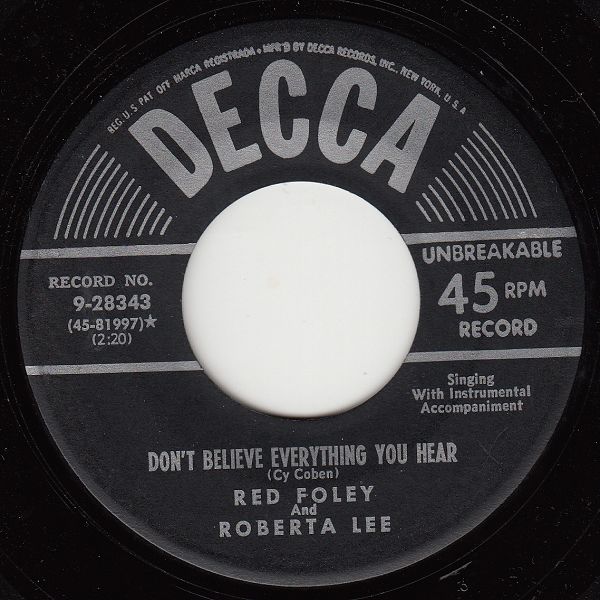 REG. U.S PAT OFF MARCA REGISTRADA • MF'R'D BY DECCA RECORDS, INC., NEW YORK, U.S.A
DECCA
UNBREAKABLE
45 RPM
RECORD
RECORD NO.
9-28343
(45-81997)★
(2:20)
Singing
With Instrumental
Accompaniment
DON'T BELIEVE EVERYTHING YOU HEAR
(Cy Coben)
RED FOLEY
And
ROBERTA LEE